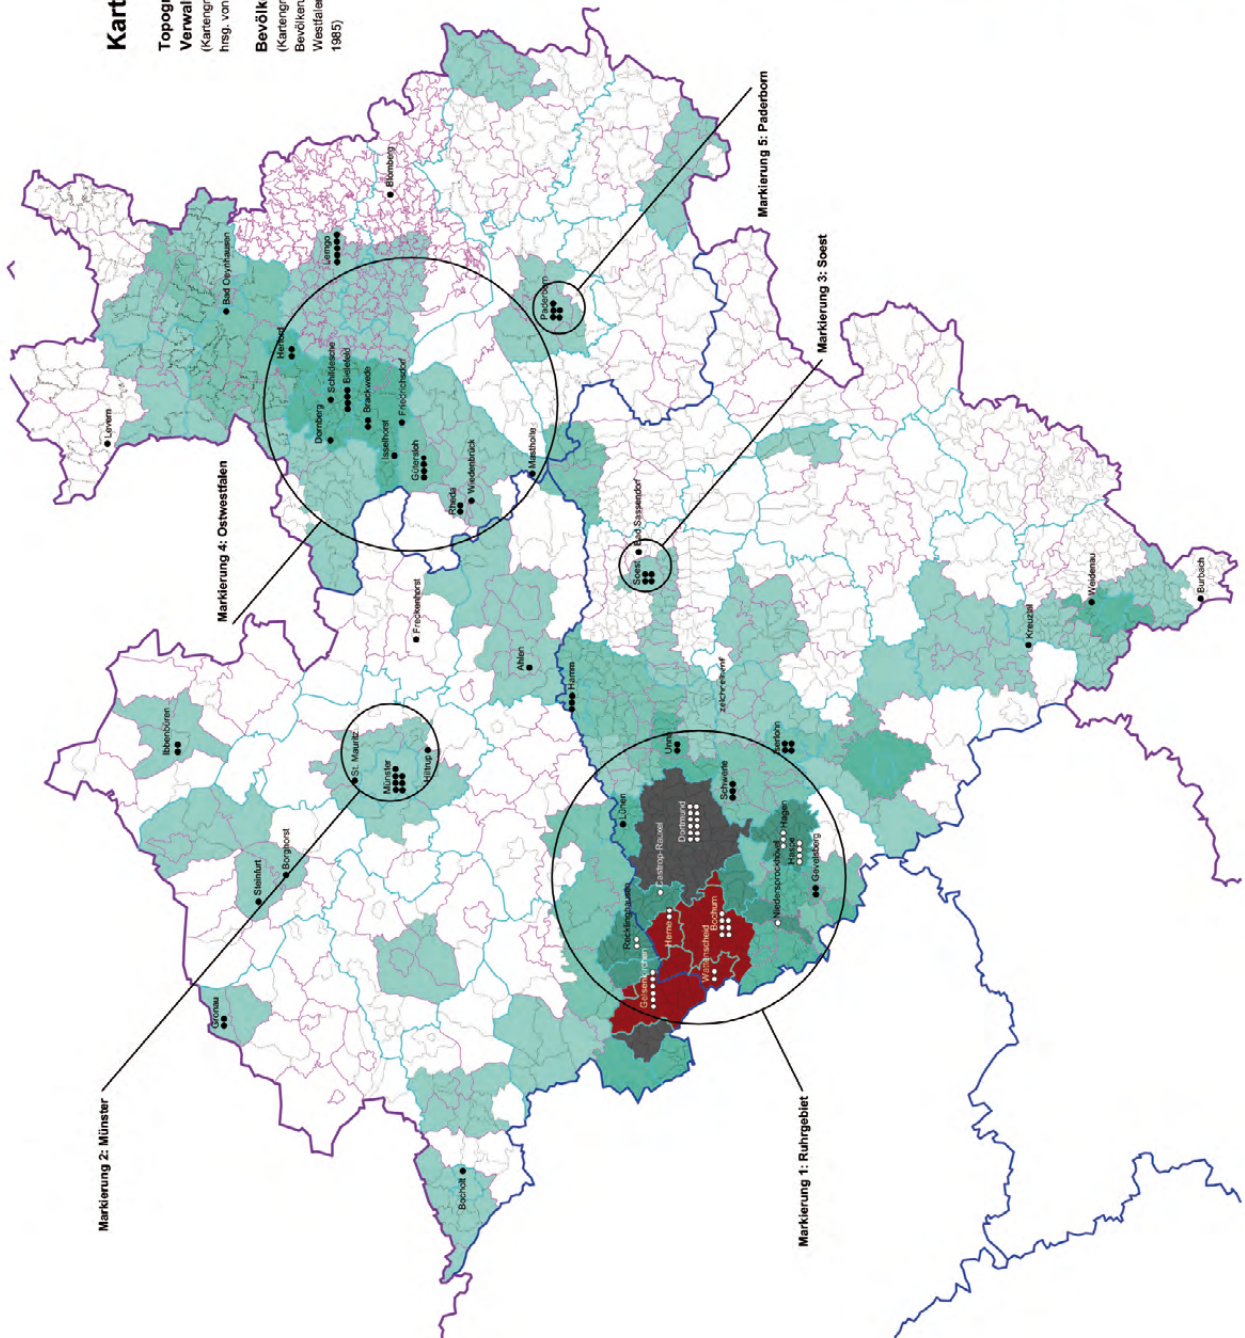 Kart
Topogr
Verwal
(Kartengr
hrsg. von
Bevölke
(Kartengr
Bevölkeru
Westfalen
1985)
Markierung 2: Münster
Markierung 4: Ostwestfalen
Markierung 5: Paderborn
Markierung 3: Soest
Markierung 1: Ruhrgebiet
Levern
Bad Oeynhausen
Lemgo
Blomberg
Herford
Schildesche
Dornberg
Bielefeld
Brackwede
Friedrichsdorf
Isselhorst
Gütersloh
Rheda
Wiedenbrück
Mastholte
Paderborn
Ibbenbüren
St. Mauritz
Münster
Hiltrup
Freckenhorst
Ahlen
Hamm
Steinfurt
Borghorst
Gronau
Bocholt
Soest
Bad Sassendorf
Unna
Iserlohn
Schwerte
Lünen
Dortmund
Castrop-Rauxel
Recklinghausen
Herne
Gelsenkirchen
Wattenscheid
Bochum
Niedersprockhövel
Hagen
Haspe
Gevelsberg
Kreuztal
Weidenau
Burbach